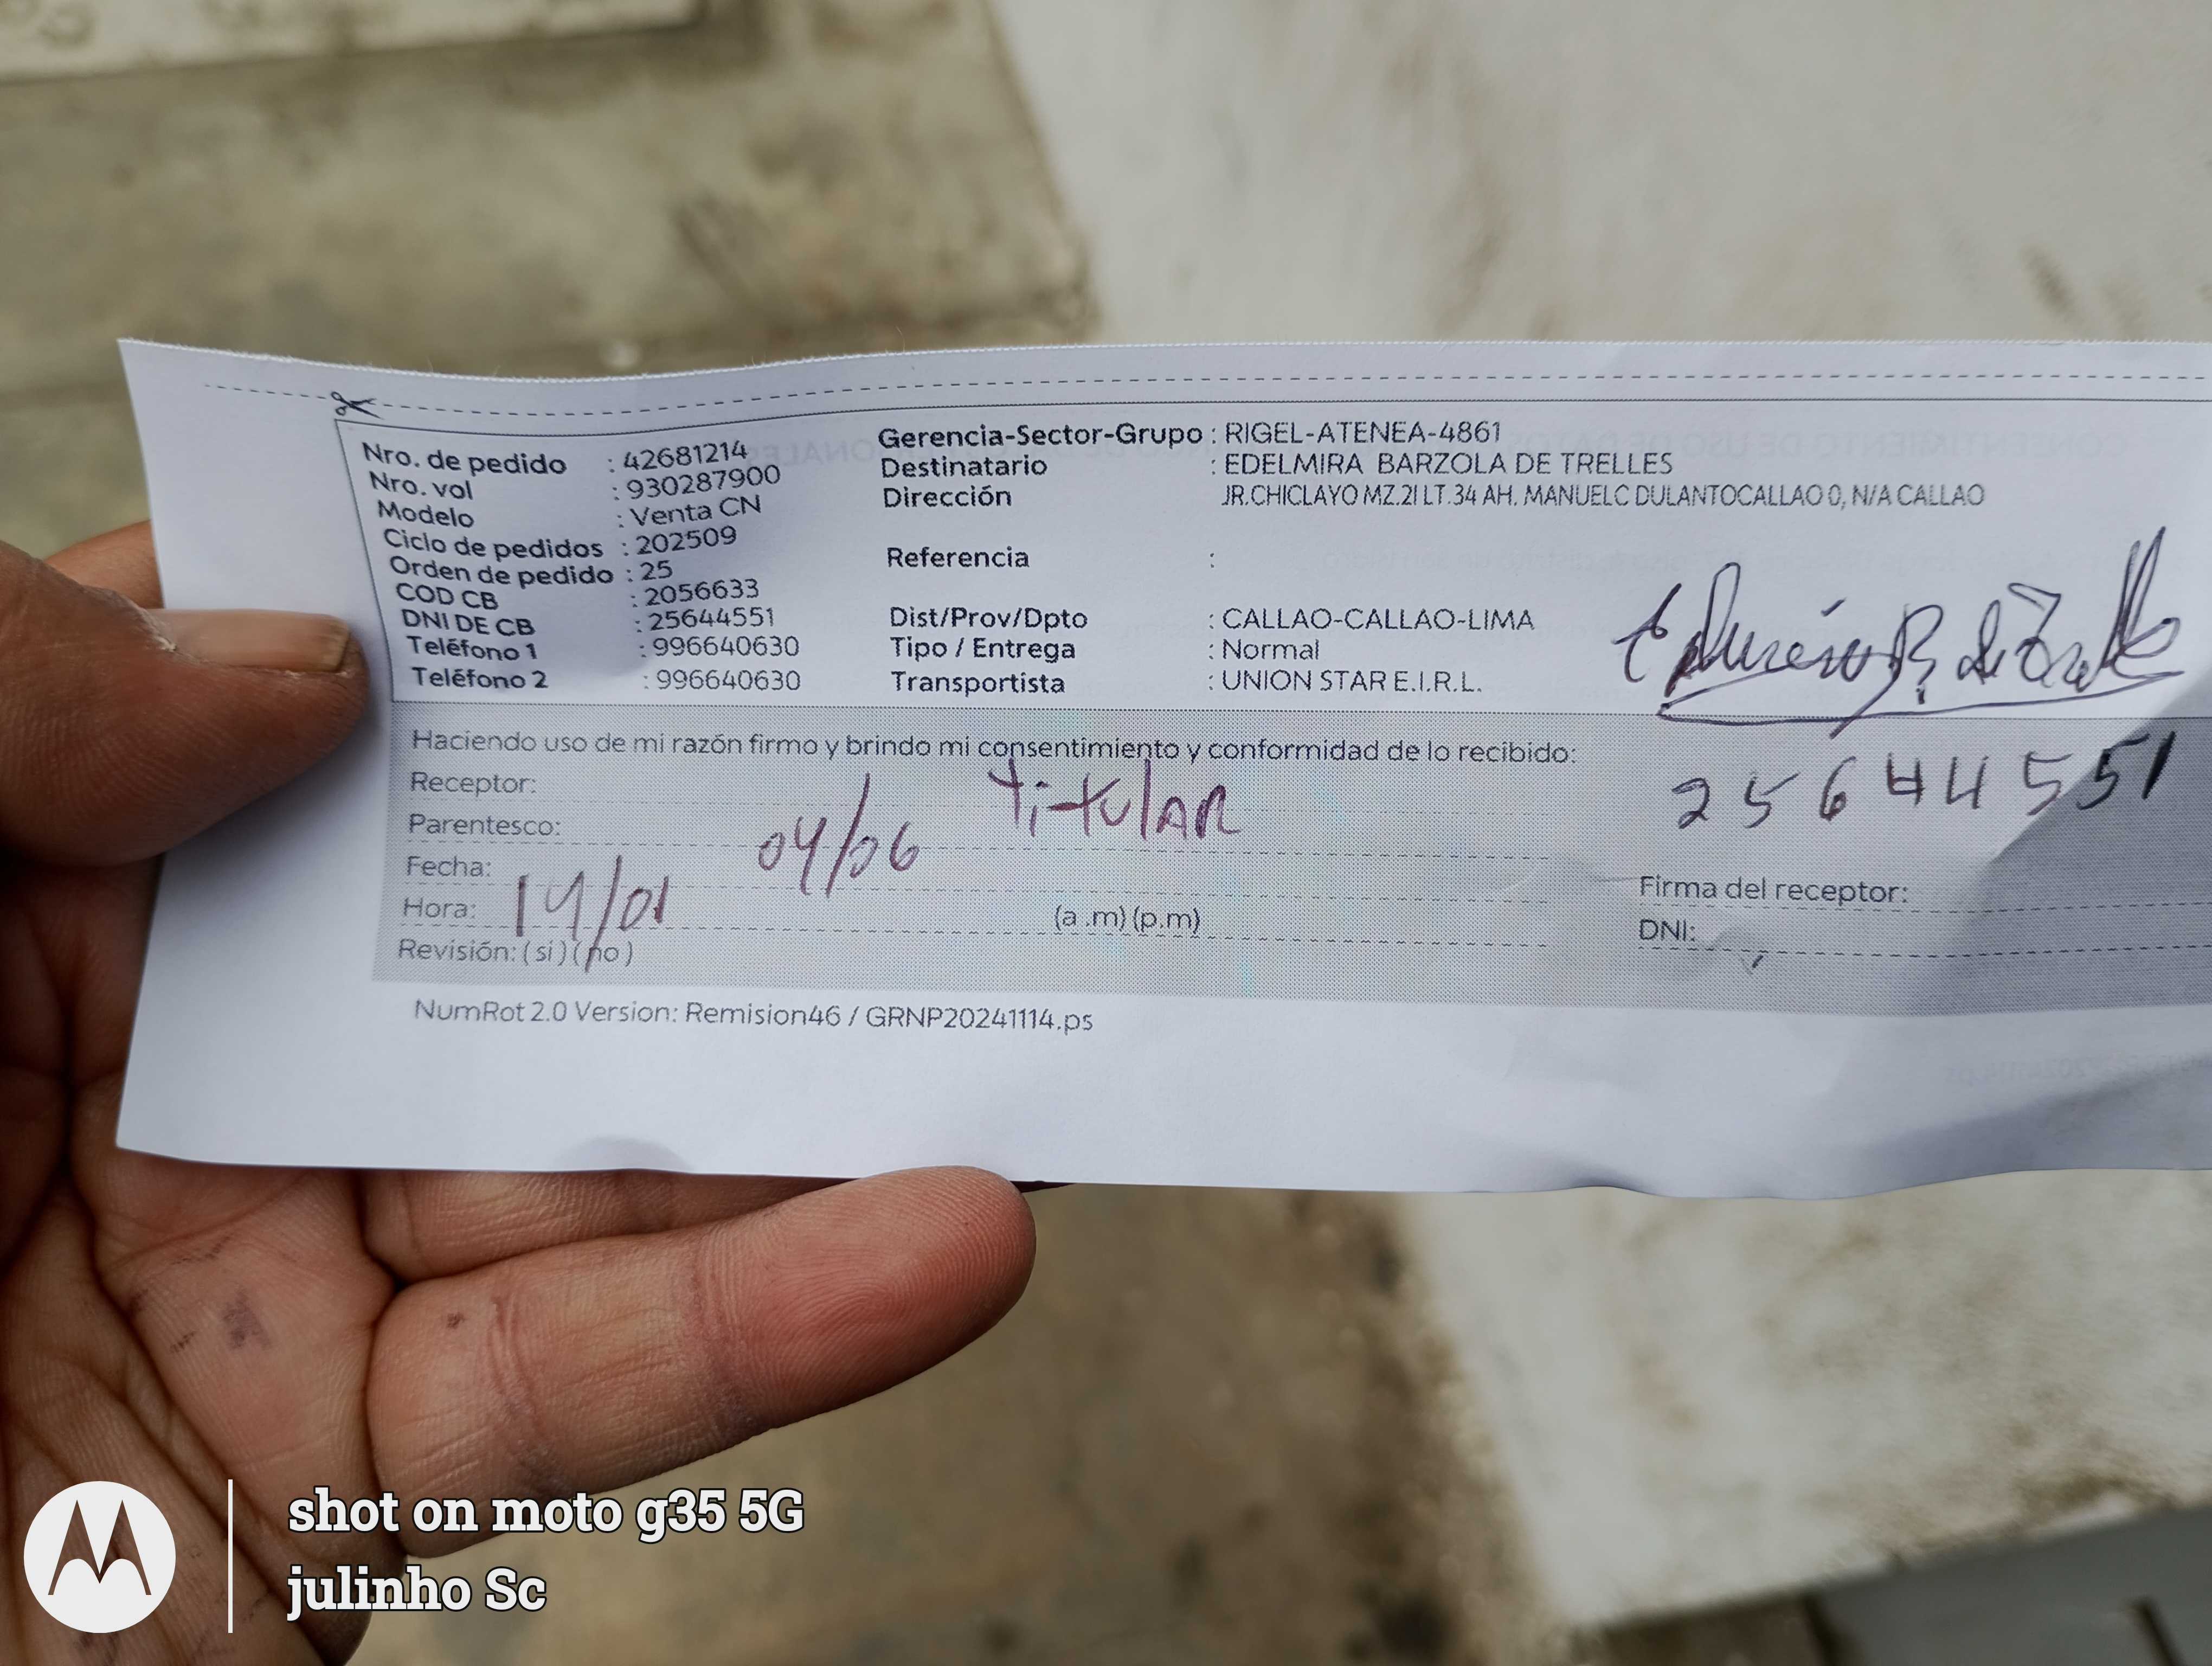 Nro. de pedido : 42681214
Nro. vol : 930287900
Modelo : Venta CN
Ciclo de pedidos : 202509
Orden de pedido : 25
COD CB : 2056633
DNI DE CB : 25644551
Teléfono 1 : 996640630
Teléfono 2 : 996640630
Gerencia-Sector-Grupo : RIGEL-ATENEA-4861
Destinatario : EDELMIRA BARZOLA DE TRELLES
Dirección JR.CHICLAYO MZ.2I LT.34 AH. MANUELC DULANTOCALLAO 0, N/A CALLAO
Referencia :
Dist/Prov/Dpto : CALLAO-CALLAO-LIMA
Tipo / Entrega : Normal
Transportista : UNION STAR E.I.R.L.
Haciendo uso de mi razón firmo y brindo mi consentimiento y conformidad de lo recibido:
Receptor:
Parentesco: titulAR
Fecha: 04/06
Hora: 14/01 (a .m) (p.m)
Revisión: ( si ) ( no )
25644551
Firma del receptor:
DNI:
NumRot 2.0 Version: Remision46 / GRNP20241114.ps
shot on moto g35 5G
julinho Sc